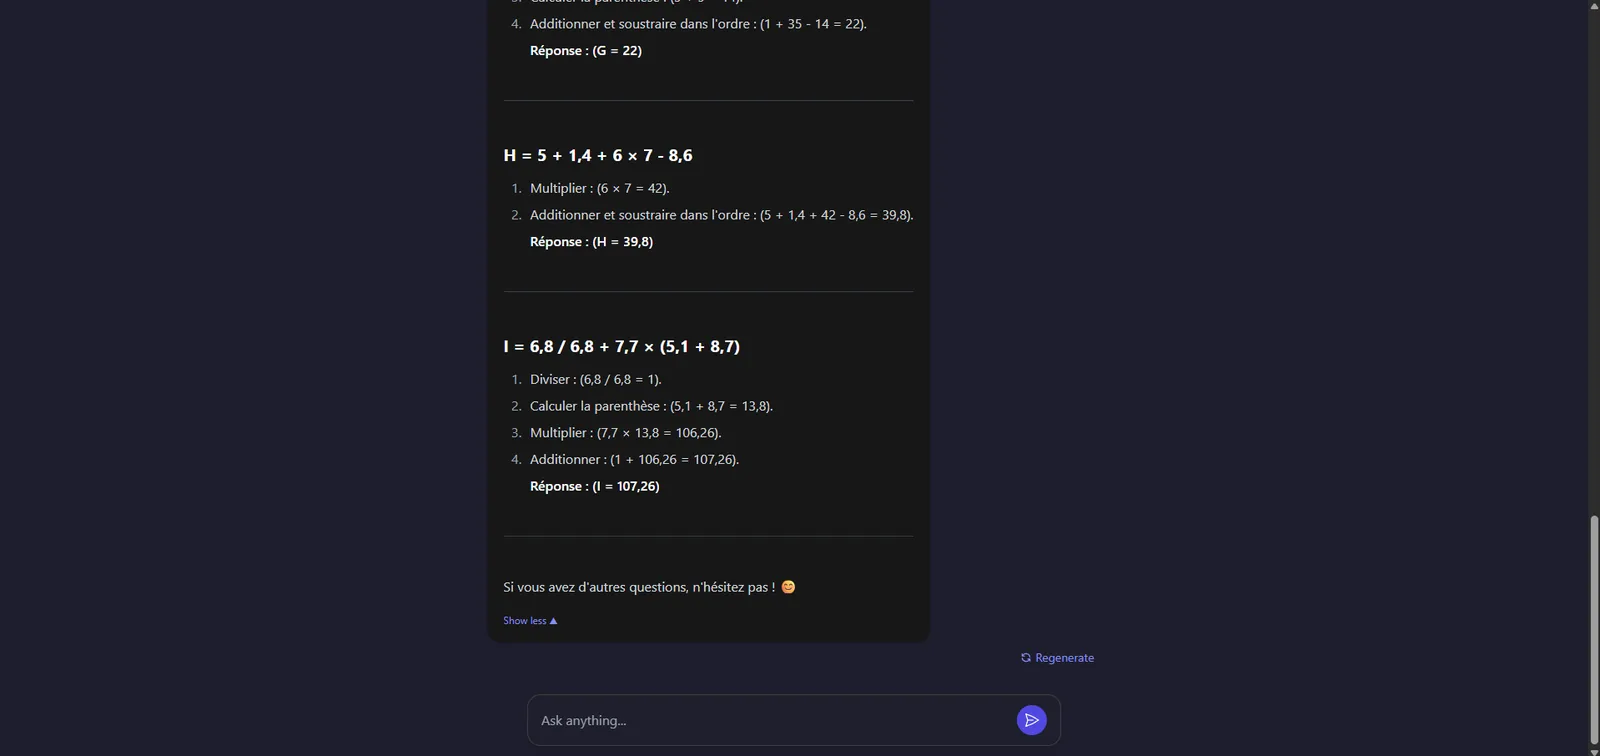 4. Additionner et soustraire dans l'ordre : (1 + 35 - 14 = 22).
Réponse : (G = 22)
H = 5 + 1,4 + 6 × 7 - 8,6
1. Multiplier : (6 × 7 = 42).
2. Additionner et soustraire dans l'ordre : (5 + 1,4 + 42 - 8,6 = 39,8).
Réponse : (H = 39,8)
I = 6,8 / 6,8 + 7,7 × (5,1 + 8,7)
1. Diviser : (6,8 / 6,8 = 1).
2. Calculer la parenthèse : (5,1 + 8,7 = 13,8).
3. Multiplier : (7,7 × 13,8 = 106,26).
4. Additionner : (1 + 106,26 = 107,26).
Réponse : (I = 107,26)
Si vous avez d'autres questions, n'hésitez pas ! 😊
Show less ▲
Regenerate
Ask anything...